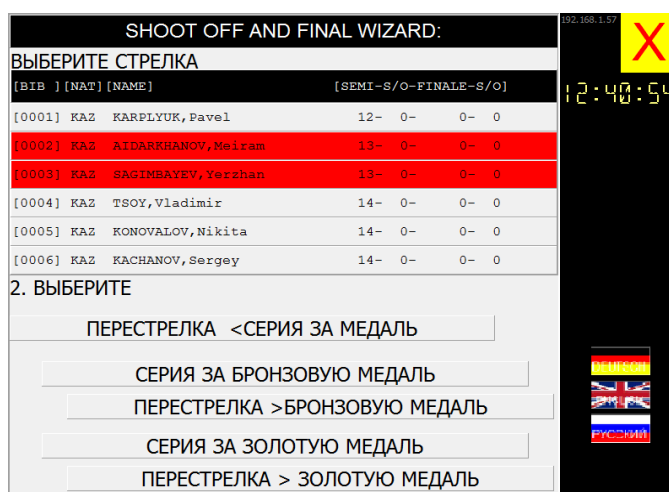 SHOOT OFF AND FINAL WIZARD:
192.168.1.57
X
ВЫБЕРИТЕ СТРЕЛКА
[BIB ][NAT][NAME] [SEMI-S/O-FINALE-S/O]
12:40:54
[0001] KAZ KARPLYUK,Pavel 12- 0- 0- 0
[0002] KAZ AIDARKHANOV,Meiram 13- 0- 0- 0
[0003] KAZ SAGIMBAYEV,Yerzhan 13- 0- 0- 0
[0004] KAZ TSOY,Vladimir 14- 0- 0- 0
[0005] KAZ KONOVALOV,Nikita 14- 0- 0- 0
[0006] KAZ KACHANOV,Sergey 14- 0- 0- 0
2. ВЫБЕРИТЕ
ПЕРЕСТРЕЛКА <СЕРИЯ ЗА МЕДАЛЬ
СЕРИЯ ЗА БРОНЗОВУЮ МЕДАЛЬ
ПЕРЕСТРЕЛКА >БРОНЗОВУЮ МЕДАЛЬ
СЕРИЯ ЗА ЗОЛОТУЮ МЕДАЛЬ
ПЕРЕСТРЕЛКА > ЗОЛОТУЮ МЕДАЛЬ
РУССКИЙ